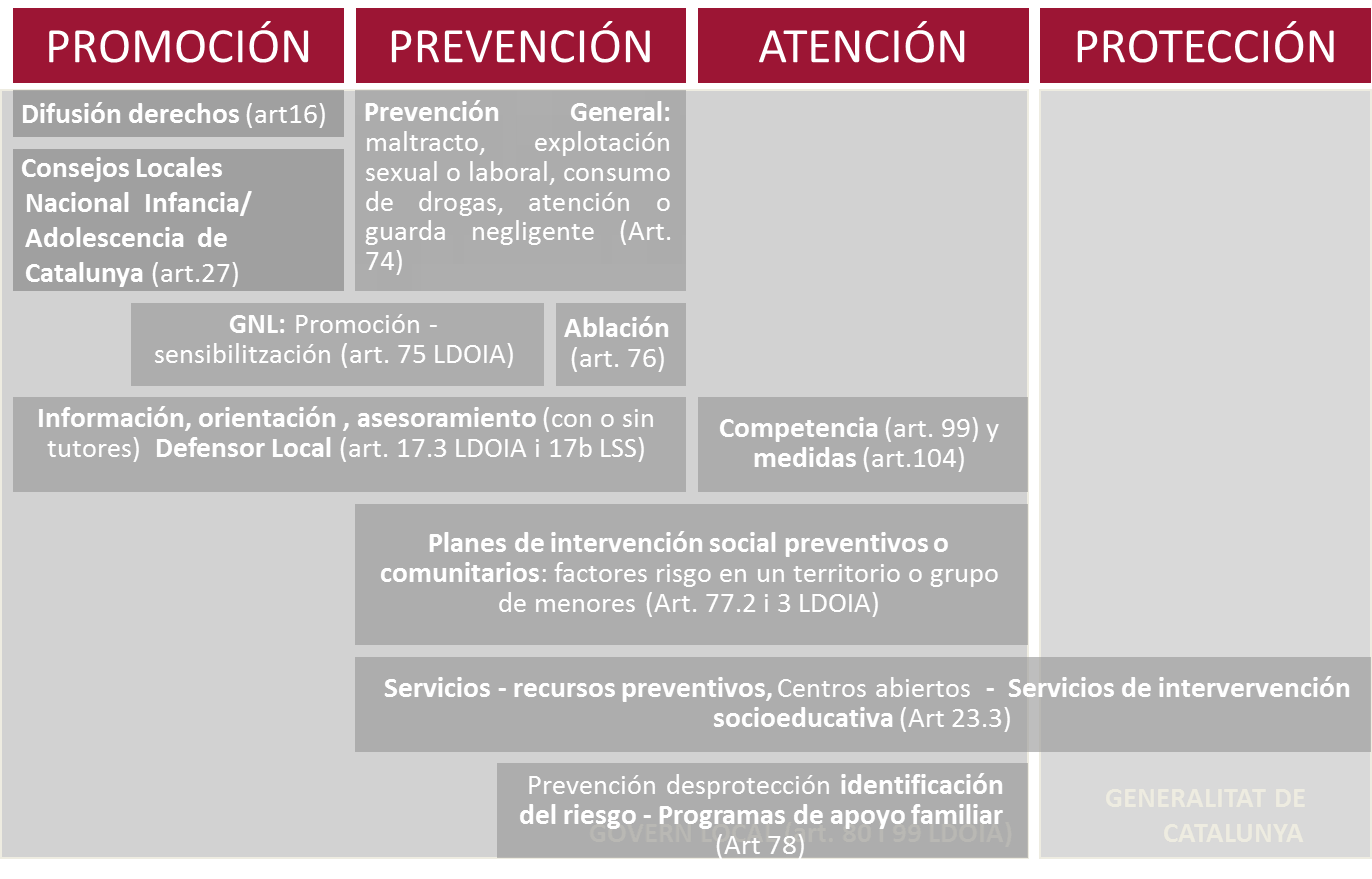 PROMOCIÓN
PREVENCIÓN
ATENCIÓN
PROTECCIÓN
Difusión derechos (art16)
Consejos Locales
Nacional Infancia/
Adolescencia de
Catalunya (art.27)
Prevención General:
maltracto, explotación
sexual o laboral, consumo
de drogas, atención o
guarda negligente (Art.
74)
GNL: Promoción -
sensibilitzación (art. 75 LDOIA)
Ablación
(art. 76)
Información, orientación , asesoramiento (con o sin
tutores) Defensor Local (art. 17.3 LDOIA i 17b LSS)
Competencia (art. 99) y
medidas (art.104)
Planes de intervención social preventivos o
comunitarios: factores risgo en un territorio o grupo
de menores (Art. 77.2 i 3 LDOIA)
Servicios - recursos preventivos, Centros abiertos - Servicios de intervervención
socioeducativa (Art 23.3)
Prevención desprotección identificación
del riesgo - Programas de apoyo familiar
(Art 78)
GOVERN LOCAL (art. 80 i 99 LDOIA)
GENERALITAT DE
CATALUNYA